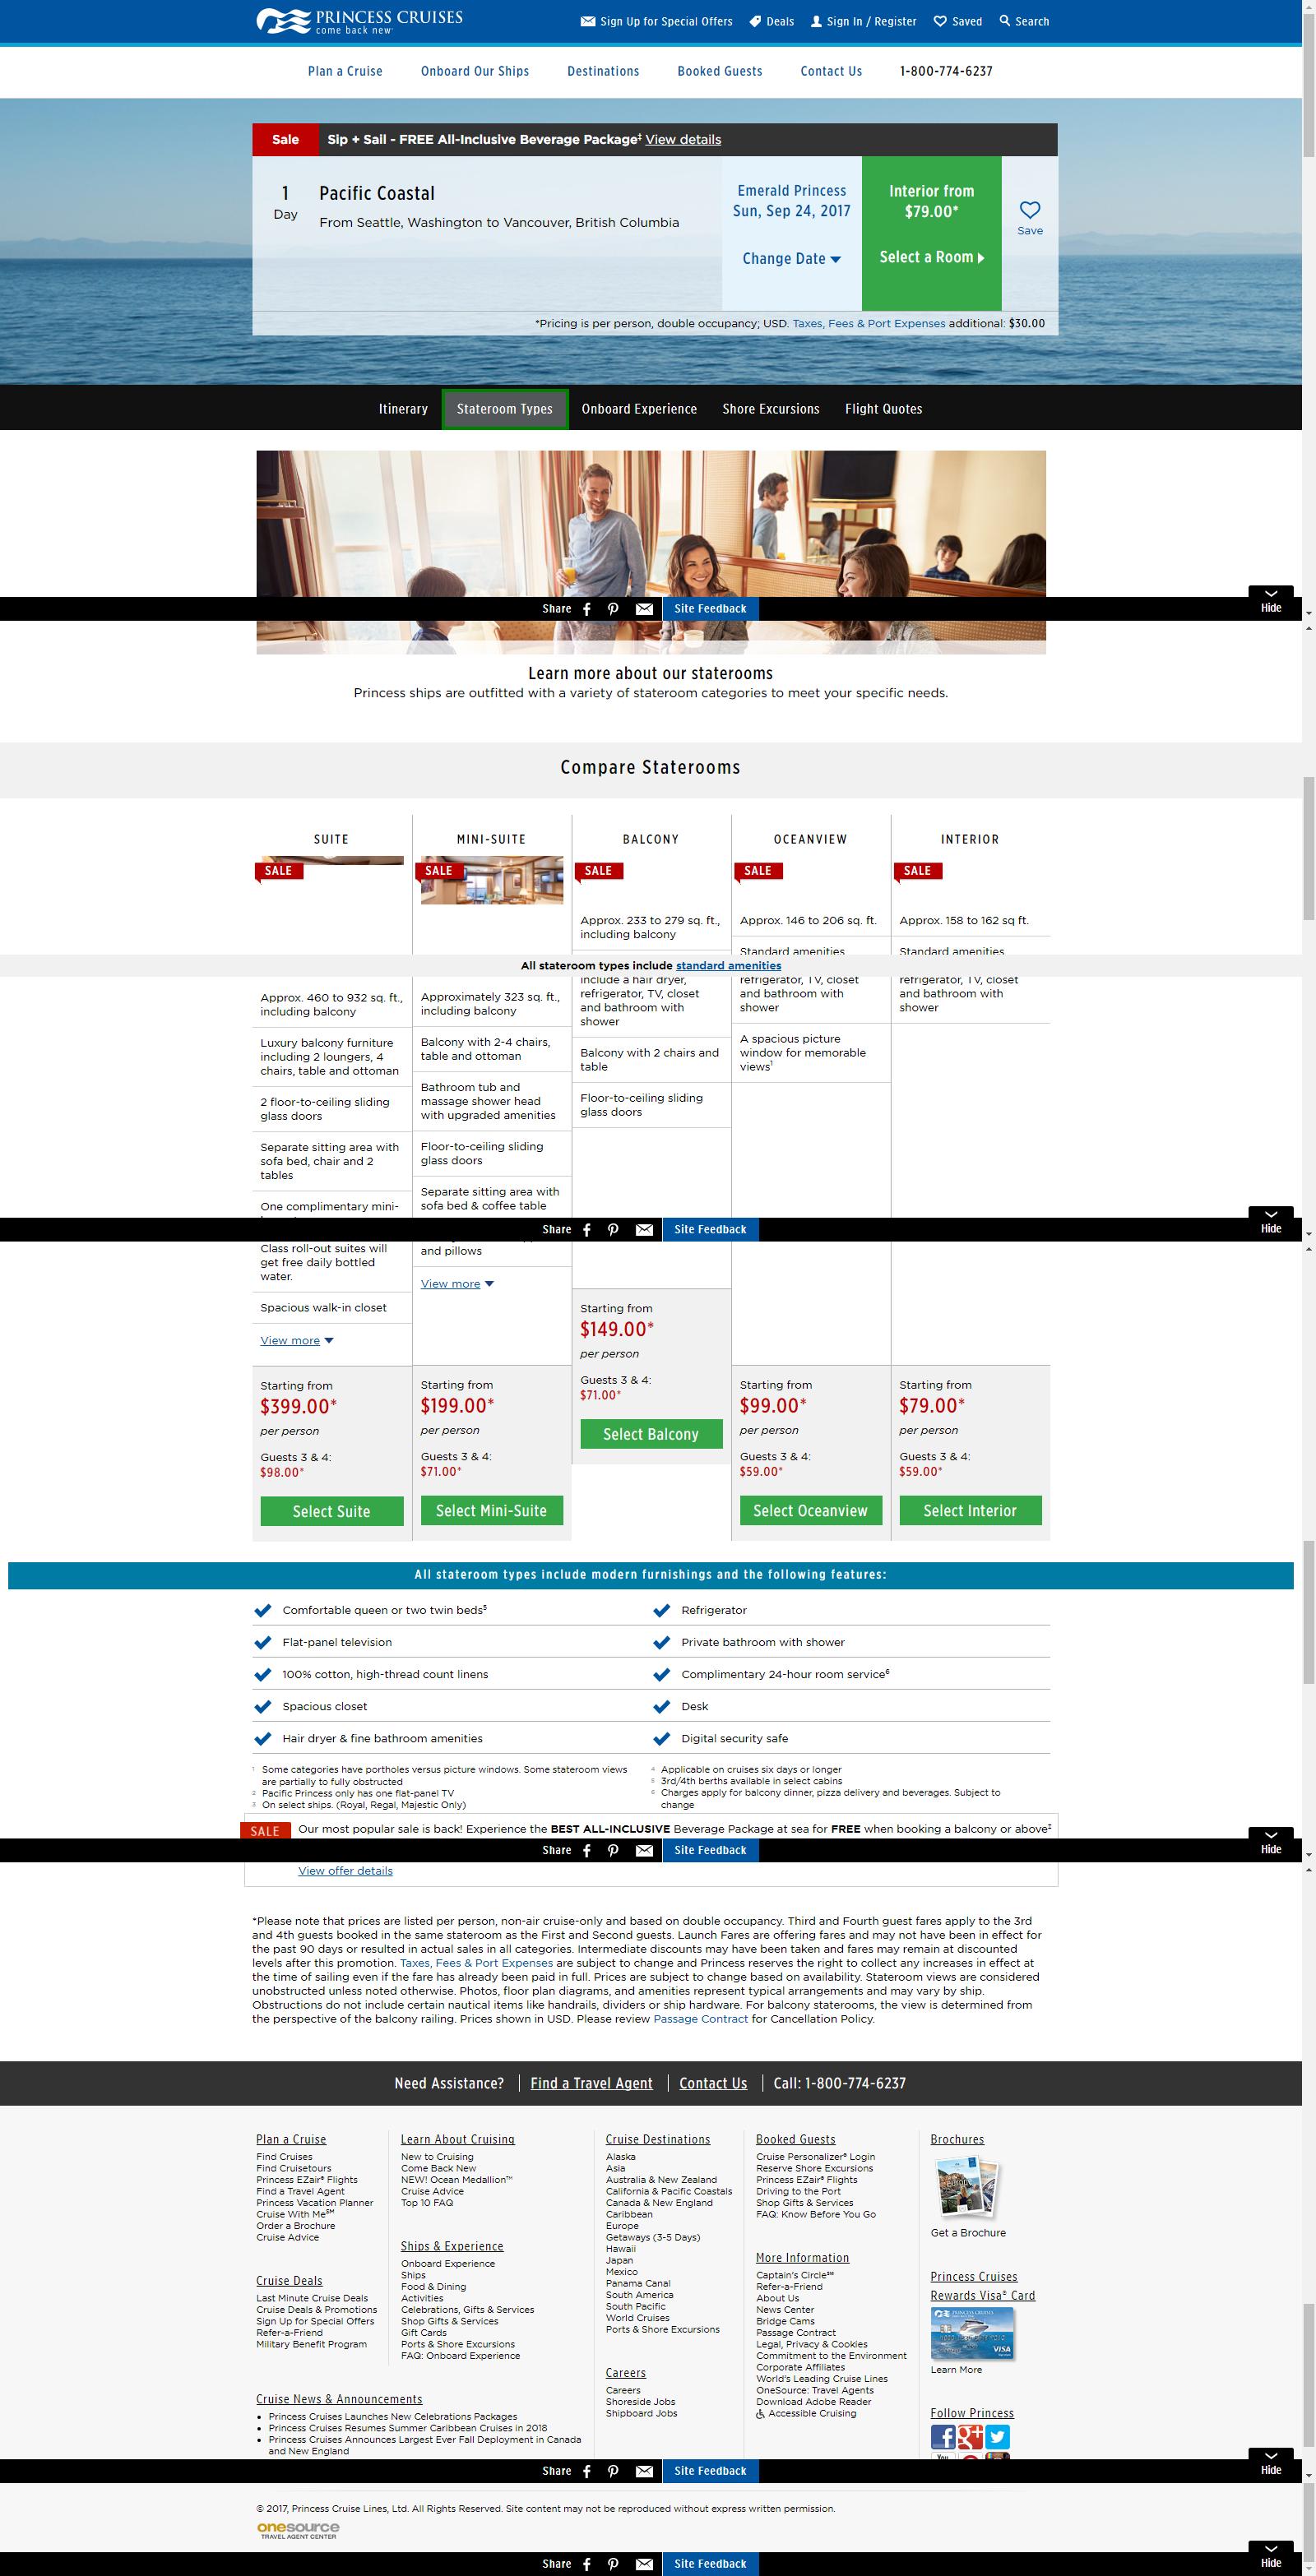 PRINCESS CRUISES
come back new
Sign Up for Special Offers Deals Sign In / Register Saved Search
Plan a Cruise Onboard Our Ships Destinations Booked Guests Contact Us 1-800-774-6237
Sale Sip + Sail - FREE All-Inclusive Beverage Package‡ View details
1
Day
Pacific Coastal
From Seattle, Washington to Vancouver, British Columbia
Emerald Princess
Sun, Sep 24, 2017
Change Date
Interior from
$79.00*
Select a Room
Save
*Pricing is per person, double occupancy; USD. Taxes, Fees & Port Expenses additional: $30.00
Itinerary Stateroom Types Onboard Experience Shore Excursions Flight Quotes
Share Site Feedback Hide
Learn more about our staterooms
Princess ships are outfitted with a variety of stateroom categories to meet your specific needs.
Compare Staterooms
SUITE MINI-SUITE BALCONY OCEANVIEW INTERIOR
SALE SALE SALE SALE SALE
Approx. 233 to 279 sq. ft.,
including balcony
Approx. 146 to 206 sq. ft.
Standard amenities
Approx. 158 to 162 sq ft.
Standard amenities
All stateroom types include standard amenities
Approx. 460 to 932 sq. ft.,
including balcony
Luxury balcony furniture
including 2 loungers, 4
chairs, table and ottoman
2 floor-to-ceiling sliding
glass doors
Separate sitting area with
sofa bed, chair and 2
tables
One complimentary mini-
Approximately 323 sq. ft.,
including balcony
Balcony with 2-4 chairs,
table and ottoman
Bathroom tub and
massage shower head
with upgraded amenities
Floor-to-ceiling sliding
glass doors
Separate sitting area with
sofa bed & coffee table
include a hair dryer,
refrigerator, TV, closet
and bathroom with
shower
Balcony with 2 chairs and
table
Floor-to-ceiling sliding
glass doors
refrigerator, TV, closet
and bathroom with
shower
A spacious picture
window for memorable
views1
refrigerator, TV, closet
and bathroom with
shower
Share Site Feedback Hide
Class roll-out suites will
get free daily bottled
water.
Spacious walk-in closet
View more
Starting from
$399.00*
per person
Guests 3 & 4:
$98.00*
Select Suite
and pillows
View more
Starting from
$199.00*
per person
Guests 3 & 4:
$71.00*
Select Mini-Suite
Starting from
$149.00*
per person
Guests 3 & 4:
$71.00*
Select Balcony
Starting from
$99.00*
per person
Guests 3 & 4:
$59.00*
Select Oceanview
Starting from
$79.00*
per person
Guests 3 & 4:
$59.00*
Select Interior
All stateroom types include modern furnishings and the following features:
Comfortable queen or two twin beds5
Flat-panel television
100% cotton, high-thread count linens
Spacious closet
Hair dryer & fine bathroom amenities
Refrigerator
Private bathroom with shower
Complimentary 24-hour room service6
Desk
Digital security safe
1 Some categories have portholes versus picture windows. Some stateroom views
are partially to fully obstructed
2 Pacific Princess only has one flat-panel TV
3 On select ships. (Royal, Regal, Majestic Only)
4 Applicable on cruises six days or longer
5 3rd/4th berths available in select cabins
6 Charges apply for balcony dinner, pizza delivery and beverages. Subject to
change
SALE Our most popular sale is back! Experience the BEST ALL-INCLUSIVE Beverage Package at sea for FREE when booking a balcony or above‡
Share Site Feedback Hide
View offer details
*Please note that prices are listed per person, non-air cruise-only and based on double occupancy. Third and Fourth guest fares apply to the 3rd
and 4th guests booked in the same stateroom as the First and Second guests. Launch Fares are offering fares and may not have been in effect for
the past 90 days or resulted in actual sales in all categories. Intermediate discounts may have been taken and fares may remain at discounted
levels after this promotion. Taxes, Fees & Port Expenses are subject to change and Princess reserves the right to collect any increases in effect at
the time of sailing even if the fare has already been paid in full. Prices are subject to change based on availability. Stateroom views are considered
unobstructed unless noted otherwise. Photos, floor plan diagrams, and amenities represent typical arrangements and may vary by ship.
Obstructions do not include certain nautical items like handrails, dividers or ship hardware. For balcony staterooms, the view is determined from
the perspective of the balcony railing. Prices shown in USD. Please review Passage Contract for Cancellation Policy.
Need Assistance? Find a Travel Agent Contact Us Call: 1-800-774-6237
Plan a Cruise
Find Cruises
Find Cruisetours
Princess EZair® Flights
Find a Travel Agent
Princess Vacation Planner
Cruise With Me℠
Order a Brochure
Cruise Advice
Cruise Deals
Last Minute Cruise Deals
Cruise Deals & Promotions
Sign Up for Special Offers
Refer-a-Friend
Military Benefit Program
Learn About Cruising
New to Cruising
Come Back New
NEW! Ocean Medallion™
Cruise Advice
Top 10 FAQ
Ships & Experience
Onboard Experience
Ships
Food & Dining
Activities
Celebrations, Gifts & Services
Shop Gifts & Services
Gift Cards
Ports & Shore Excursions
FAQ: Onboard Experience
Cruise News & Announcements
Princess Cruises Launches New Celebrations Packages
Princess Cruises Resumes Summer Caribbean Cruises in 2018
Princess Cruises Announces Largest Ever Fall Deployment in Canada
and New England
Cruise Destinations
Alaska
Asia
Australia & New Zealand
California & Pacific Coastals
Canada & New England
Caribbean
Europe
Getaways (3-5 Days)
Hawaii
Japan
Mexico
Panama Canal
South America
South Pacific
World Cruises
Ports & Shore Excursions
Careers
Careers
Shoreside Jobs
Shipboard Jobs
Booked Guests
Cruise Personalizer® Login
Reserve Shore Excursions
Princess EZair® Flights
Driving to the Port
Shop Gifts & Services
FAQ: Know Before You Go
More Information
Captain's Circle℠
Refer-a-Friend
About Us
News Center
Bridge Cams
Passage Contract
Legal, Privacy & Cookies
Commitment to the Environment
Corporate Affiliates
World's Leading Cruise Lines
OneSource: Travel Agents
Download Adobe Reader
Accessible Cruising
Brochures
Get a Brochure
Princess Cruises
Rewards Visa® Card
PRINCESS CRUISES
VISA
Learn More
Follow Princess
You
Share Site Feedback Hide
© 2017, Princess Cruise Lines, Ltd. All Rights Reserved. Site content may not be reproduced without express written permission.
onesource
TRAVEL AGENT CENTER
Share Site Feedback Hide